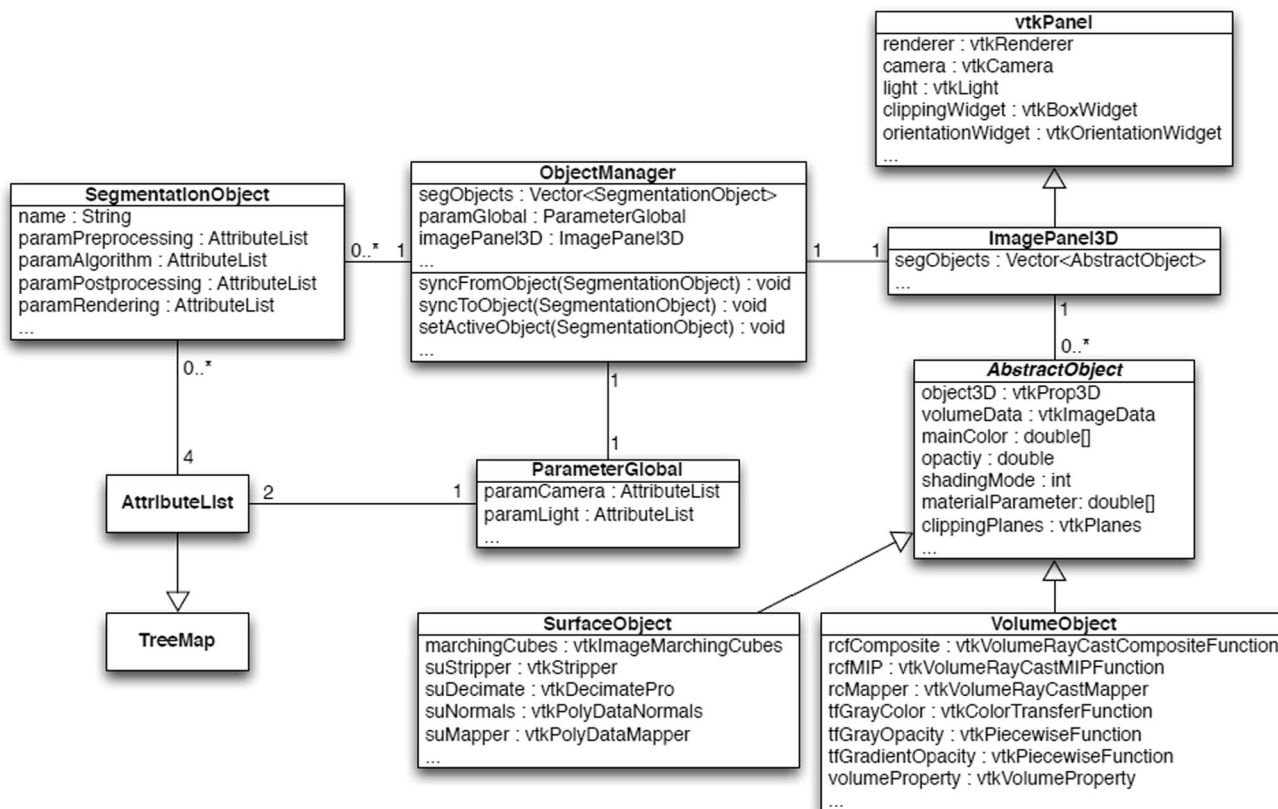 vtkPanel
renderer : vtkRenderer
camera : vtkCamera
light : vtkLight
clippingWidget : vtkBoxWidget
orientationWidget : vtkOrientationWidget
...
SegmentationObject
name : String
paramPreprocessing : AttributeList
paramAlgorithm : AttributeList
paramPostprocessing : AttributeList
paramRendering : AttributeList
...
0..*
1
ObjectManager
segObjects : Vector<SegmentationObject>
paramGlobal : ParameterGlobal
imagePanel3D : ImagePanel3D
...
syncFromObject(SegmentationObject) : void
syncToObject(SegmentationObject) : void
setActiveObject(SegmentationObject) : void
...
1
1
ImagePanel3D
segObjects : Vector<AbstractObject>
...
1
0..*
AbstractObject
object3D : vtkProp3D
volumeData : vtkImageData
mainColor : double[]
opactiy : double
shadingMode : int
materialParameter: double[]
clippingPlanes : vtkPlanes
...
0..*
4
1
1
AttributeList
2
1
ParameterGlobal
paramCamera : AttributeList
paramLight : AttributeList
...
TreeMap
SurfaceObject
marchingCubes : vtkImageMarchingCubes
suStripper : vtkStripper
suDecimate : vtkDecimatePro
suNormals : vtkPolyDataNormals
suMapper : vtkPolyDataMapper
...
VolumeObject
rcfComposite : vtkVolumeRayCastCompositeFunction
rcfMIP : vtkVolumeRayCastMIPFunction
rcMapper : vtkVolumeRayCastMapper
tfGrayColor : vtkColorTransferFunction
tfGrayOpacity : vtkPiecewiseFunction
tfGradientOpacity : vtkPiecewiseFunction
volumeProperty : vtkVolumeProperty
...